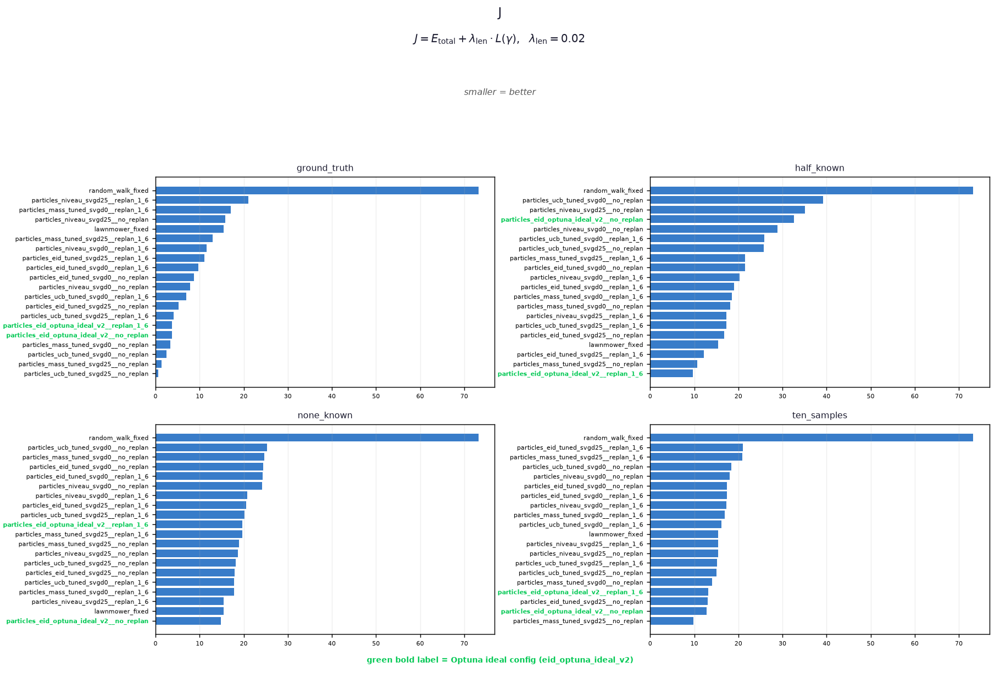 J
J = E_total + λ_len · L(γ), λ_len = 0.02
smaller = better
ground_truth
random_walk_fixed
particles_niveau_svgd25__replan_1_6
particles_mass_tuned_svgd0__replan_1_6
particles_niveau_svgd25__no_replan
lawnmower_fixed
particles_mass_tuned_svgd25__replan_1_6
particles_niveau_svgd0__replan_1_6
particles_eid_tuned_svgd25__replan_1_6
particles_eid_tuned_svgd0__replan_1_6
particles_eid_tuned_svgd0__no_replan
particles_niveau_svgd0__no_replan
particles_ucb_tuned_svgd0__replan_1_6
particles_eid_tuned_svgd25__no_replan
particles_ucb_tuned_svgd25__replan_1_6
particles_eid_optuna_ideal_v2__replan_1_6
particles_eid_optuna_ideal_v2__no_replan
particles_mass_tuned_svgd0__no_replan
particles_ucb_tuned_svgd0__no_replan
particles_mass_tuned_svgd25__no_replan
particles_ucb_tuned_svgd25__no_replan
0 10 20 30 40 50 60 70
half_known
random_walk_fixed
particles_ucb_tuned_svgd0__no_replan
particles_niveau_svgd25__no_replan
particles_eid_optuna_ideal_v2__no_replan
particles_niveau_svgd0__no_replan
particles_ucb_tuned_svgd0__replan_1_6
particles_ucb_tuned_svgd25__no_replan
particles_mass_tuned_svgd25__replan_1_6
particles_eid_tuned_svgd0__no_replan
particles_niveau_svgd0__replan_1_6
particles_eid_tuned_svgd0__replan_1_6
particles_mass_tuned_svgd0__replan_1_6
particles_mass_tuned_svgd0__no_replan
particles_niveau_svgd25__replan_1_6
particles_ucb_tuned_svgd25__replan_1_6
particles_eid_tuned_svgd25__no_replan
lawnmower_fixed
particles_eid_tuned_svgd25__replan_1_6
particles_mass_tuned_svgd25__no_replan
particles_eid_optuna_ideal_v2__replan_1_6
0 10 20 30 40 50 60 70
none_known
random_walk_fixed
particles_ucb_tuned_svgd0__no_replan
particles_mass_tuned_svgd0__no_replan
particles_eid_tuned_svgd0__no_replan
particles_eid_tuned_svgd0__replan_1_6
particles_niveau_svgd0__no_replan
particles_niveau_svgd0__replan_1_6
particles_eid_tuned_svgd25__replan_1_6
particles_ucb_tuned_svgd25__replan_1_6
particles_eid_optuna_ideal_v2__replan_1_6
particles_mass_tuned_svgd25__replan_1_6
particles_mass_tuned_svgd25__no_replan
particles_niveau_svgd25__no_replan
particles_ucb_tuned_svgd25__no_replan
particles_eid_tuned_svgd25__no_replan
particles_ucb_tuned_svgd0__replan_1_6
particles_mass_tuned_svgd0__replan_1_6
particles_niveau_svgd25__replan_1_6
lawnmower_fixed
particles_eid_optuna_ideal_v2__no_replan
0 10 20 30 40 50 60 70
ten_samples
random_walk_fixed
particles_eid_tuned_svgd25__replan_1_6
particles_mass_tuned_svgd25__replan_1_6
particles_ucb_tuned_svgd0__no_replan
particles_niveau_svgd0__no_replan
particles_eid_tuned_svgd0__no_replan
particles_eid_tuned_svgd0__replan_1_6
particles_niveau_svgd0__replan_1_6
particles_mass_tuned_svgd0__replan_1_6
particles_ucb_tuned_svgd0__replan_1_6
lawnmower_fixed
particles_niveau_svgd25__replan_1_6
particles_niveau_svgd25__no_replan
particles_ucb_tuned_svgd25__replan_1_6
particles_ucb_tuned_svgd25__no_replan
particles_mass_tuned_svgd0__no_replan
particles_eid_optuna_ideal_v2__replan_1_6
particles_eid_tuned_svgd25__no_replan
particles_eid_optuna_ideal_v2__no_replan
particles_mass_tuned_svgd25__no_replan
0 10 20 30 40 50 60 70
green bold label = Optuna ideal config (eid_optuna_ideal_v2)